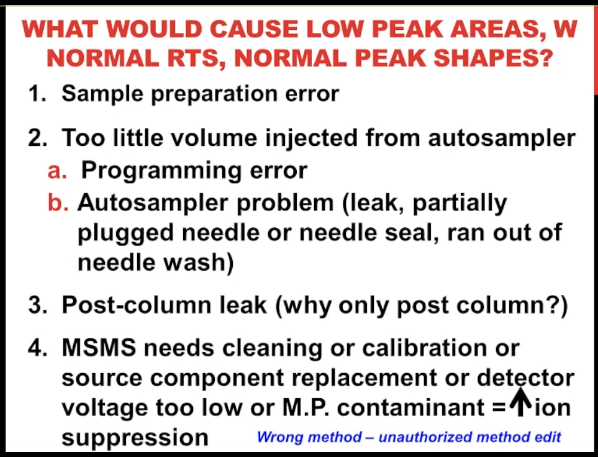 WHAT WOULD CAUSE LOW PEAK AREAS, W
NORMAL RTS, NORMAL PEAK SHAPES?
1. Sample preparation error
2. Too little volume injected from autosampler
a. Programming error
b. Autosampler problem (leak, partially
plugged needle or needle seal, ran out of
needle wash)
3. Post-column leak (why only post column?)
4. MSMS needs cleaning or calibration or
source component replacement or detector
voltage too low or M.P. contaminant = ↑ ion
suppression Wrong method – unauthorized method edit